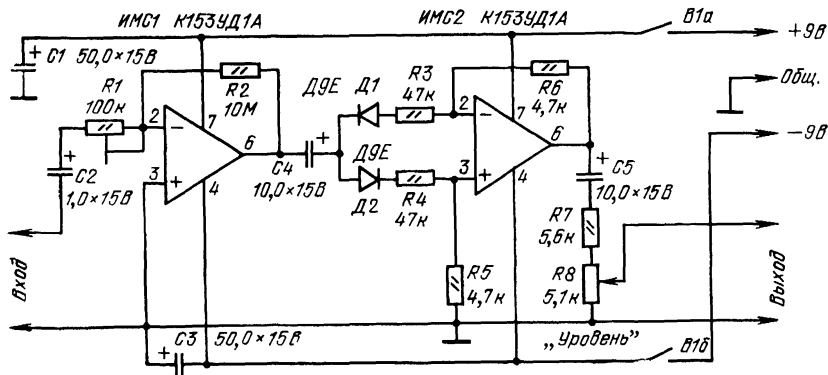 ИМС1 К153УД1А
ИМС2 К153УД1А
В1а
+9В
+ С1 50,0×15В
Общ.
-9В
R1
100к
R2
10М
Д9Е Д1
R3
47к
R6
4,7к
2
7
6
3
4
+
С2
1,0×15В
С4
10,0×15В
+
Д9Е
Д2
R4
47к
2
7
6
3
4
+
С5
10,0×15В
R7
5,6к
R8
5,1к
R5
4,7к
Вход
Выход
+ С3 50,0×15В
„Уровень”
В1б